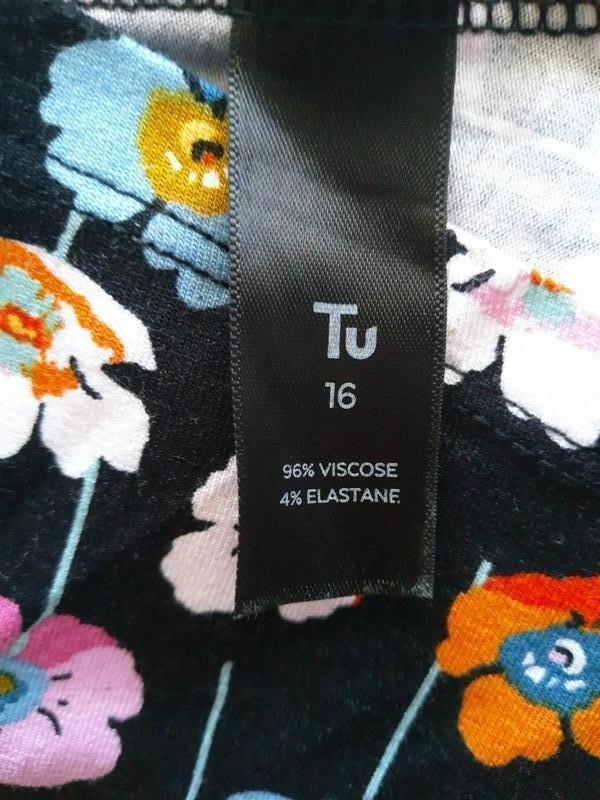 Tu
16
96% VISCOSE
4% ELASTANE